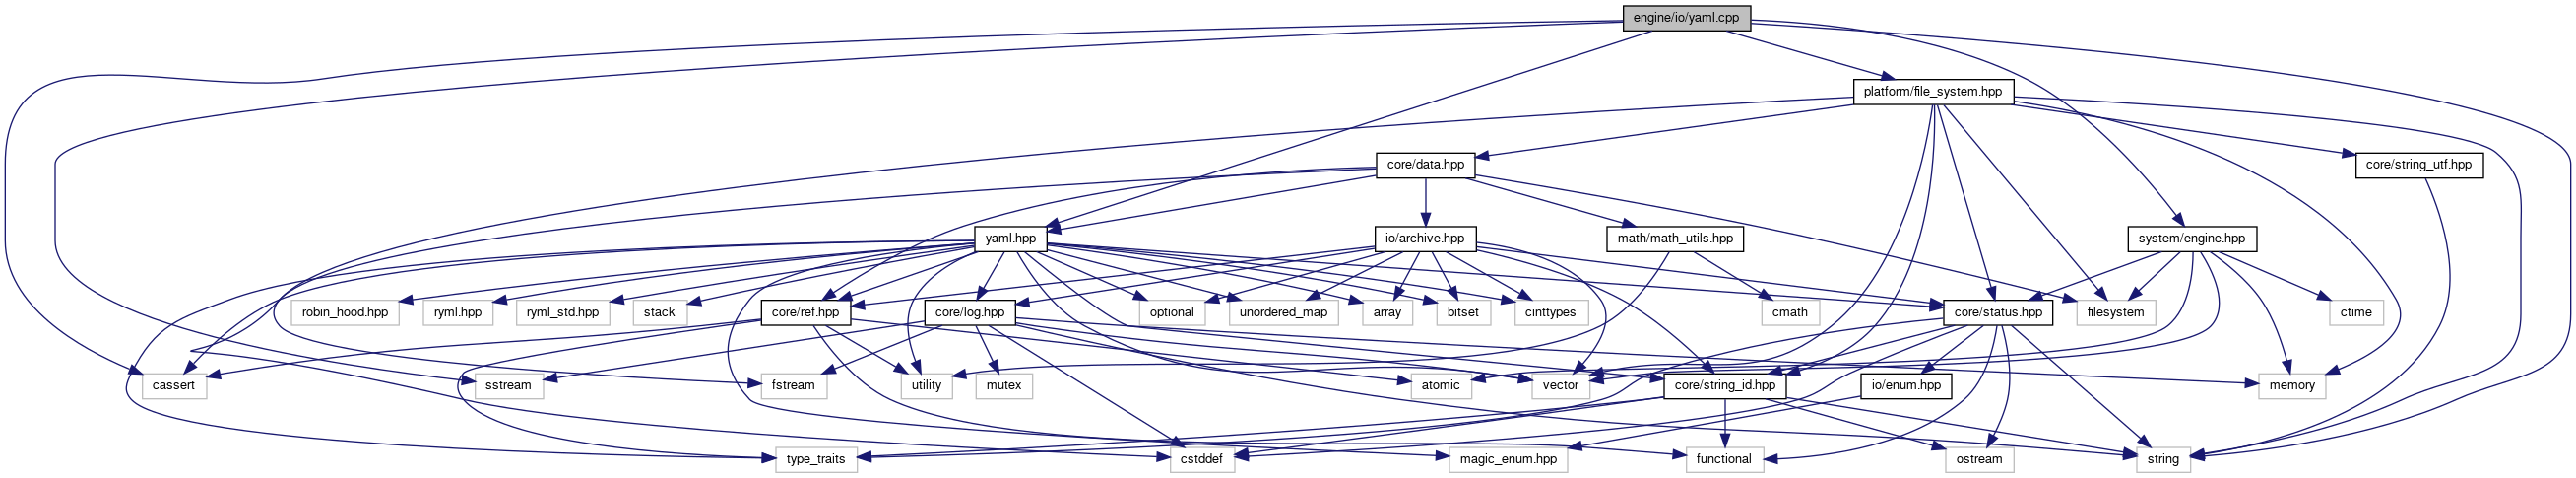 engine/io/yaml.cpp
platform/file_system.hpp
core/data.hpp
core/string_utf.hpp
yaml.hpp
io/archive.hpp
math/math_utils.hpp
system/engine.hpp
robin_hood.hpp
ryml.hpp
ryml_std.hpp
stack
core/ref.hpp
core/log.hpp
optional
unordered_map
array
bitset
cinttypes
cmath
core/status.hpp
filesystem
ctime
cassert
sstream
fstream
utility
mutex
atomic
vector
core/string_id.hpp
io/enum.hpp
memory
type_traits
cstddef
magic_enum.hpp
functional
ostream
string